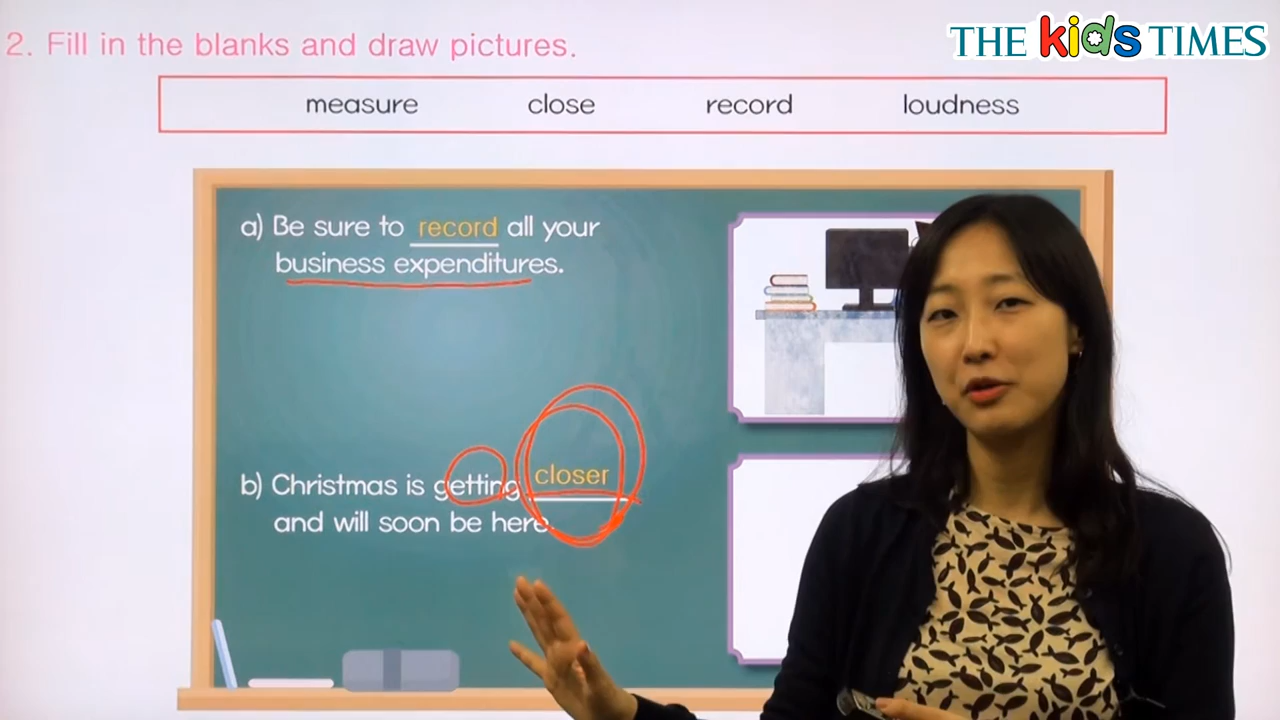 2. Fill in the blanks and draw pictures.
THE kids TIMES
measure close record loudness
a) Be sure to record all your
business expenditures.
b) Christmas is getting closer
and will soon be here.